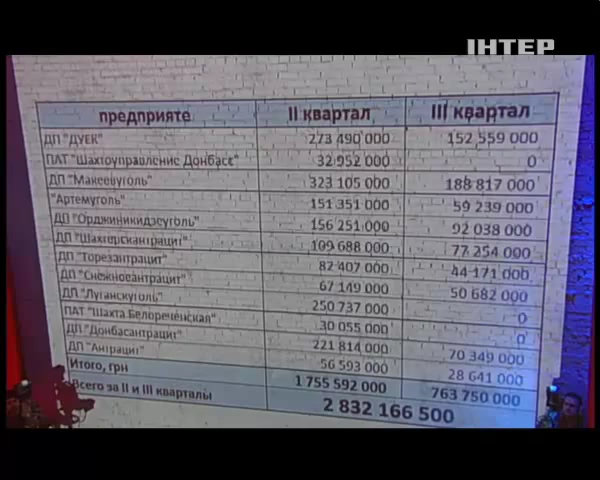 ІНТЕР
предприяте II квартал III квартал
ДП "ДУЕК" 273 490 000 152 559 000
ПАТ "Шахтоуправление Донбасс" 32 952 000 0
ДП "Макеевуголь" 323 105 000 188 817 000
"Артемуголь" 151 351 000 59 239 000
ДП "Орджиникидзеуголь" 156 251 000 92 038 000
ДП "Шахтерскантрацит" 109 688 000 77 254 000
ДП "Торезантрацит" 82 407 000 44 171 000
ДП "Снежноеантрацит" 67 149 000 50 682 000
ДП "Луганскуголь" 250 737 000 0
ПАТ "Шахта Белореченская" 30 055 000 0
ДП "Донбасантрацит" 221 814 000 70 349 000
ДП "Антрацит" 56 593 000 28 641 000
Итого, грн 1 755 592 000 763 750 000
Всего за II и III кварталы 2 832 166 500